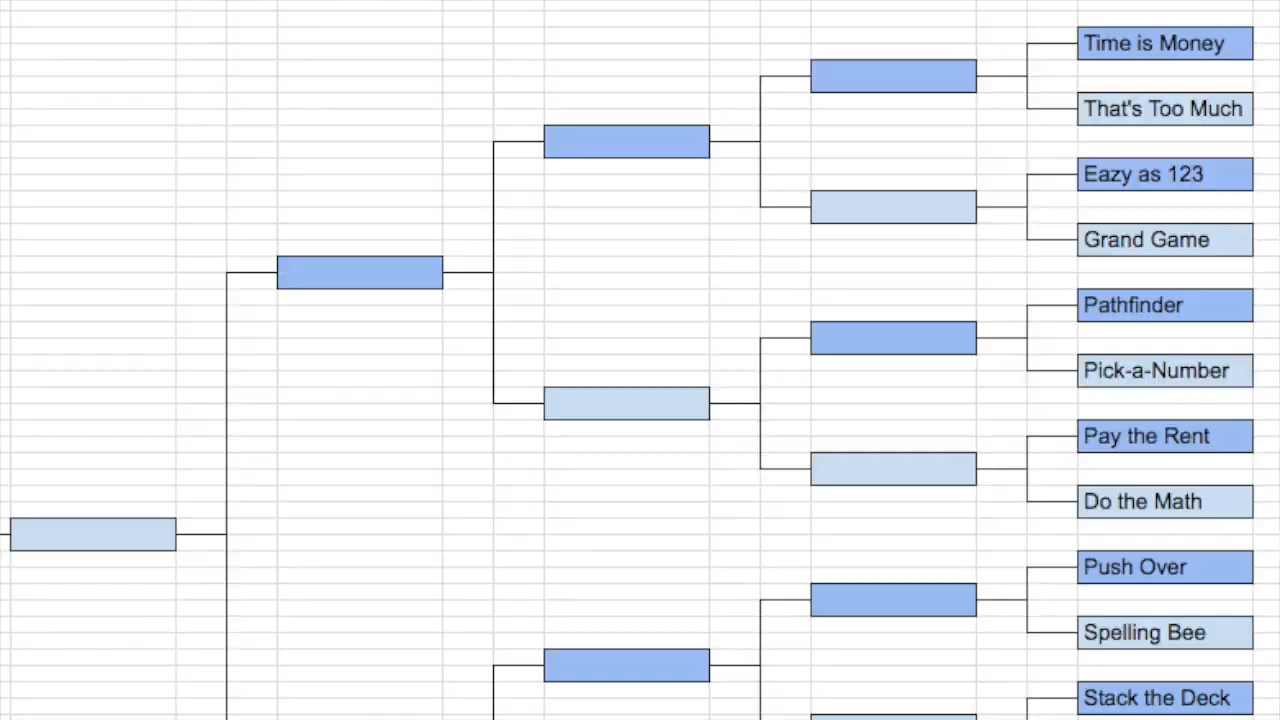 Time is Money
That's Too Much
Eazy as 123
Grand Game
Pathfinder
Pick-a-Number
Pay the Rent
Do the Math
Push Over
Spelling Bee
Stack the Deck